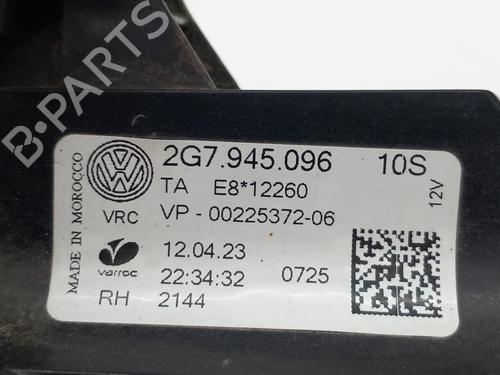 B-PARTS
2G7.945.096 10S
TA E8*12260
VRC VP - 00225372-06
12.04.23
varroc 22:34:32 0725
RH 2144
MADE IN MOROCCO
12V